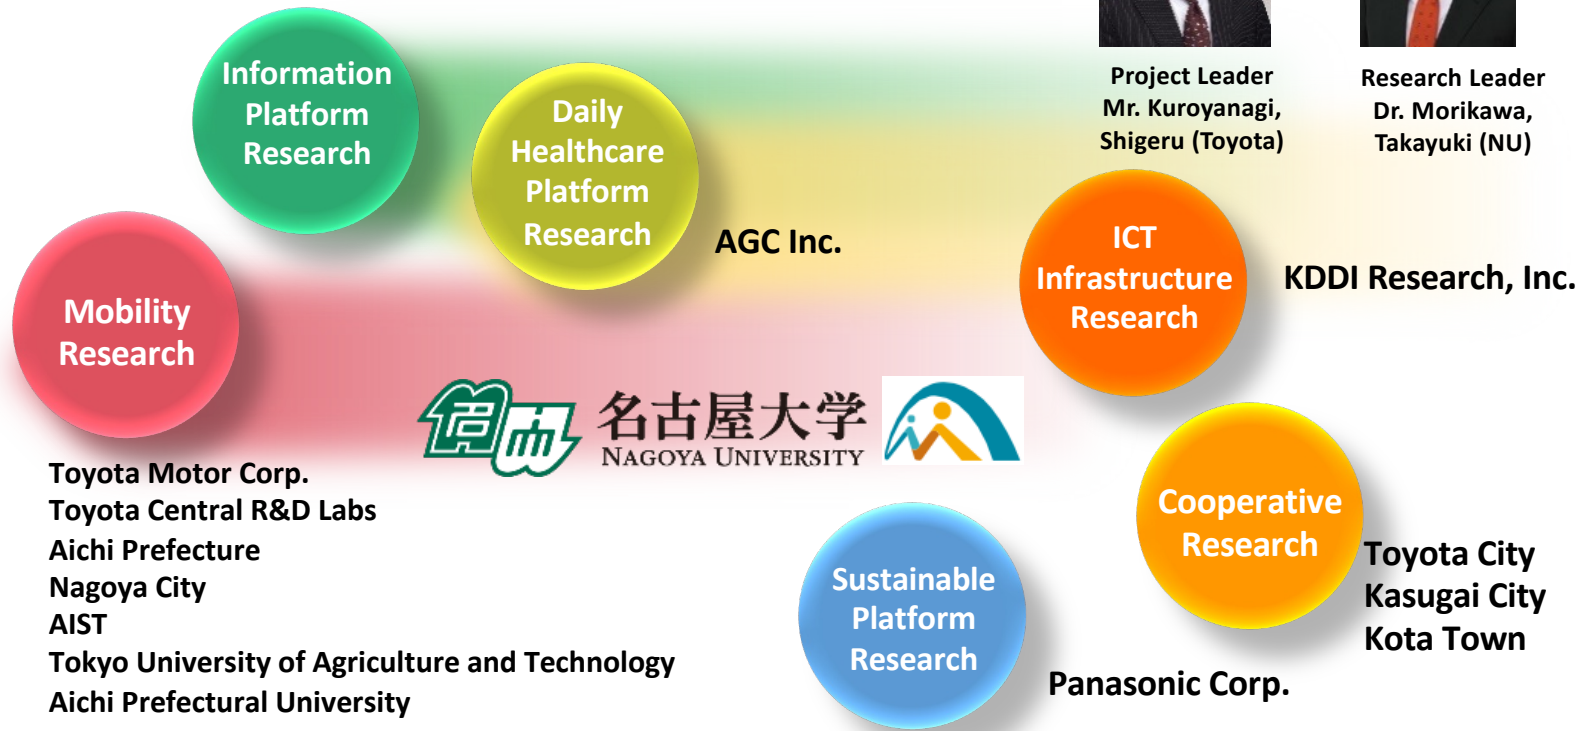 Information
Platform
Research
Daily
Healthcare
Platform
Research
AGC Inc.
Project Leader
Mr. Kuroyanagi,
Shigeru (Toyota)
Research Leader
Dr. Morikawa,
Takayuki (NU)
ICT
Infrastructure
Research
KDDI Research, Inc.
Mobility
Research
名古屋大学
NAGOYA UNIVERSITY
Toyota Motor Corp.
Toyota Central R&D Labs
Aichi Prefecture
Nagoya City
AIST
Tokyo University of Agriculture and Technology
Aichi Prefectural University
Cooperative
Research
Toyota City
Kasugai City
Kota Town
Sustainable
Platform
Research
Panasonic Corp.